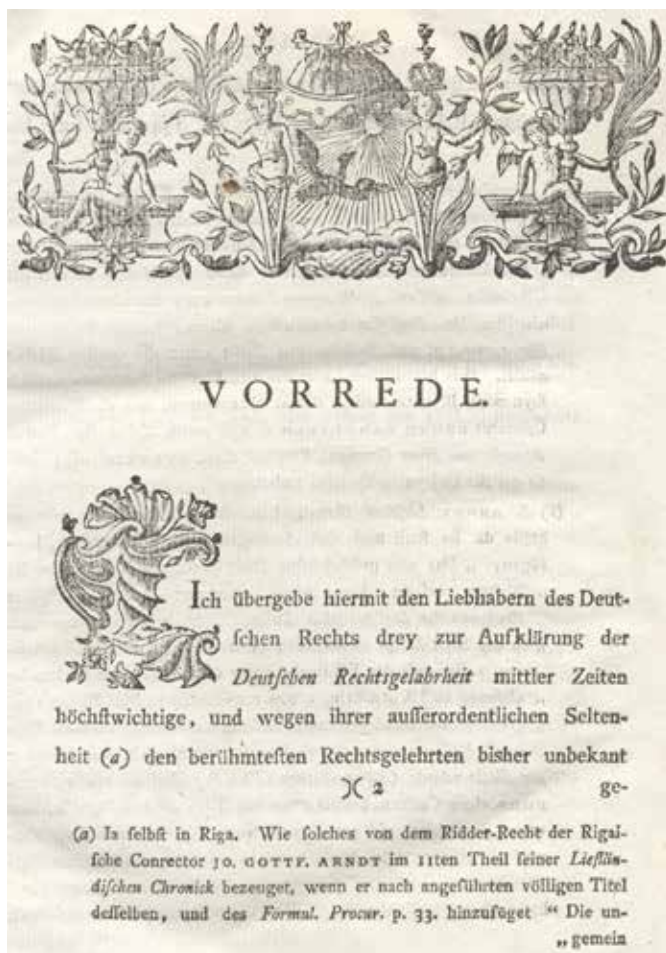 VORREDE.
Ich übergebe hiermit den Liebhabern des Deut-
ſchen Rechts drey zur Aufklärung der
Deutſchen Rechtsgelahrheit mittler Zeiten
höchſtwichtige, und wegen ihrer auſſerordentlichen Selten-
heit (a) den berühmteſten Rechtsgelehrten bisher unbekant
)( 2 ge-
(a) Ja ſelbſt in Riga. Wie ſolches von dem Ridder-Recht der Rigai-
ſche Conrector JO. GOTTF. ARNDT im IIten Theil ſeiner Lieflän-
diſchen Chronick bezeuget, wenn er nach angeführten völligen Titel
deſſelben, und des Formul. Procur. p. 33. hinzufüget “ Die un-
„ gemein